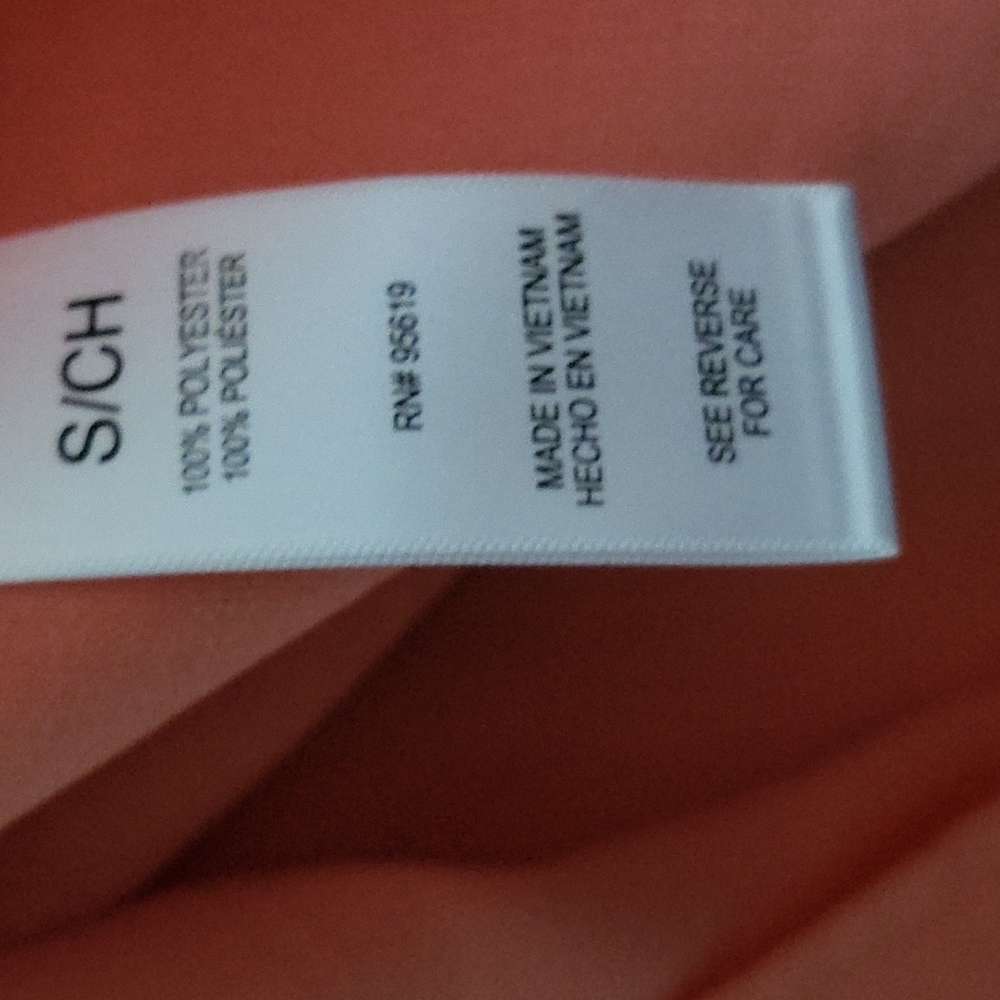 S/CH
100% POLYESTER
100% POLIÉSTER
RN# 95619
MADE IN VIETNAM
HECHO EN VIETNAM
SEE REVERSE
FOR CARE